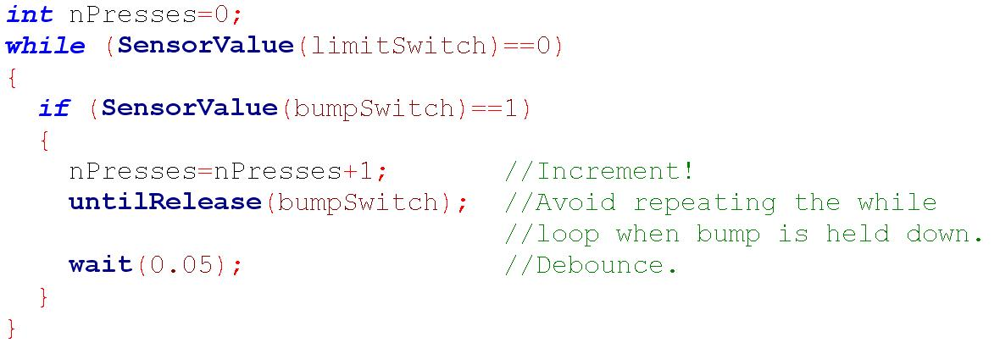 int nPresses=0;
while (SensorValue(limitSwitch)==0)
{
  if (SensorValue(bumpSwitch)==1)
  {
    nPresses=nPresses+1;       //Increment!
    untilRelease(bumpSwitch);  //Avoid repeating the while
                               //loop when bump is held down.
    wait(0.05);                //Debounce.
  }
}